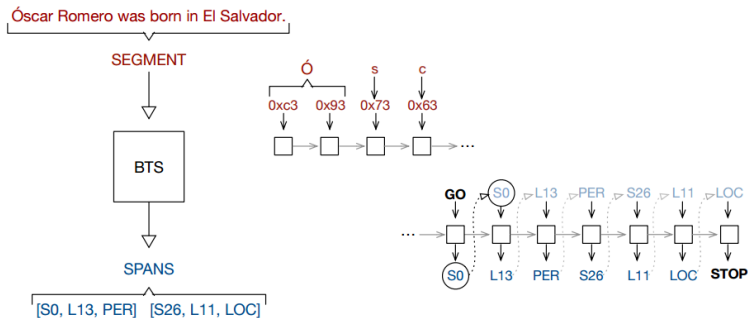 Óscar Romero was born in El Salvador.
SEGMENT
BTS
SPANS
[S0, L13, PER] [S26, L11, LOC]
Ó s c
0xc3 0x93 0x73 0x63
...
GO S0 L13 PER S26 L11 LOC
...
S0 L13 PER S26 L11 LOC STOP